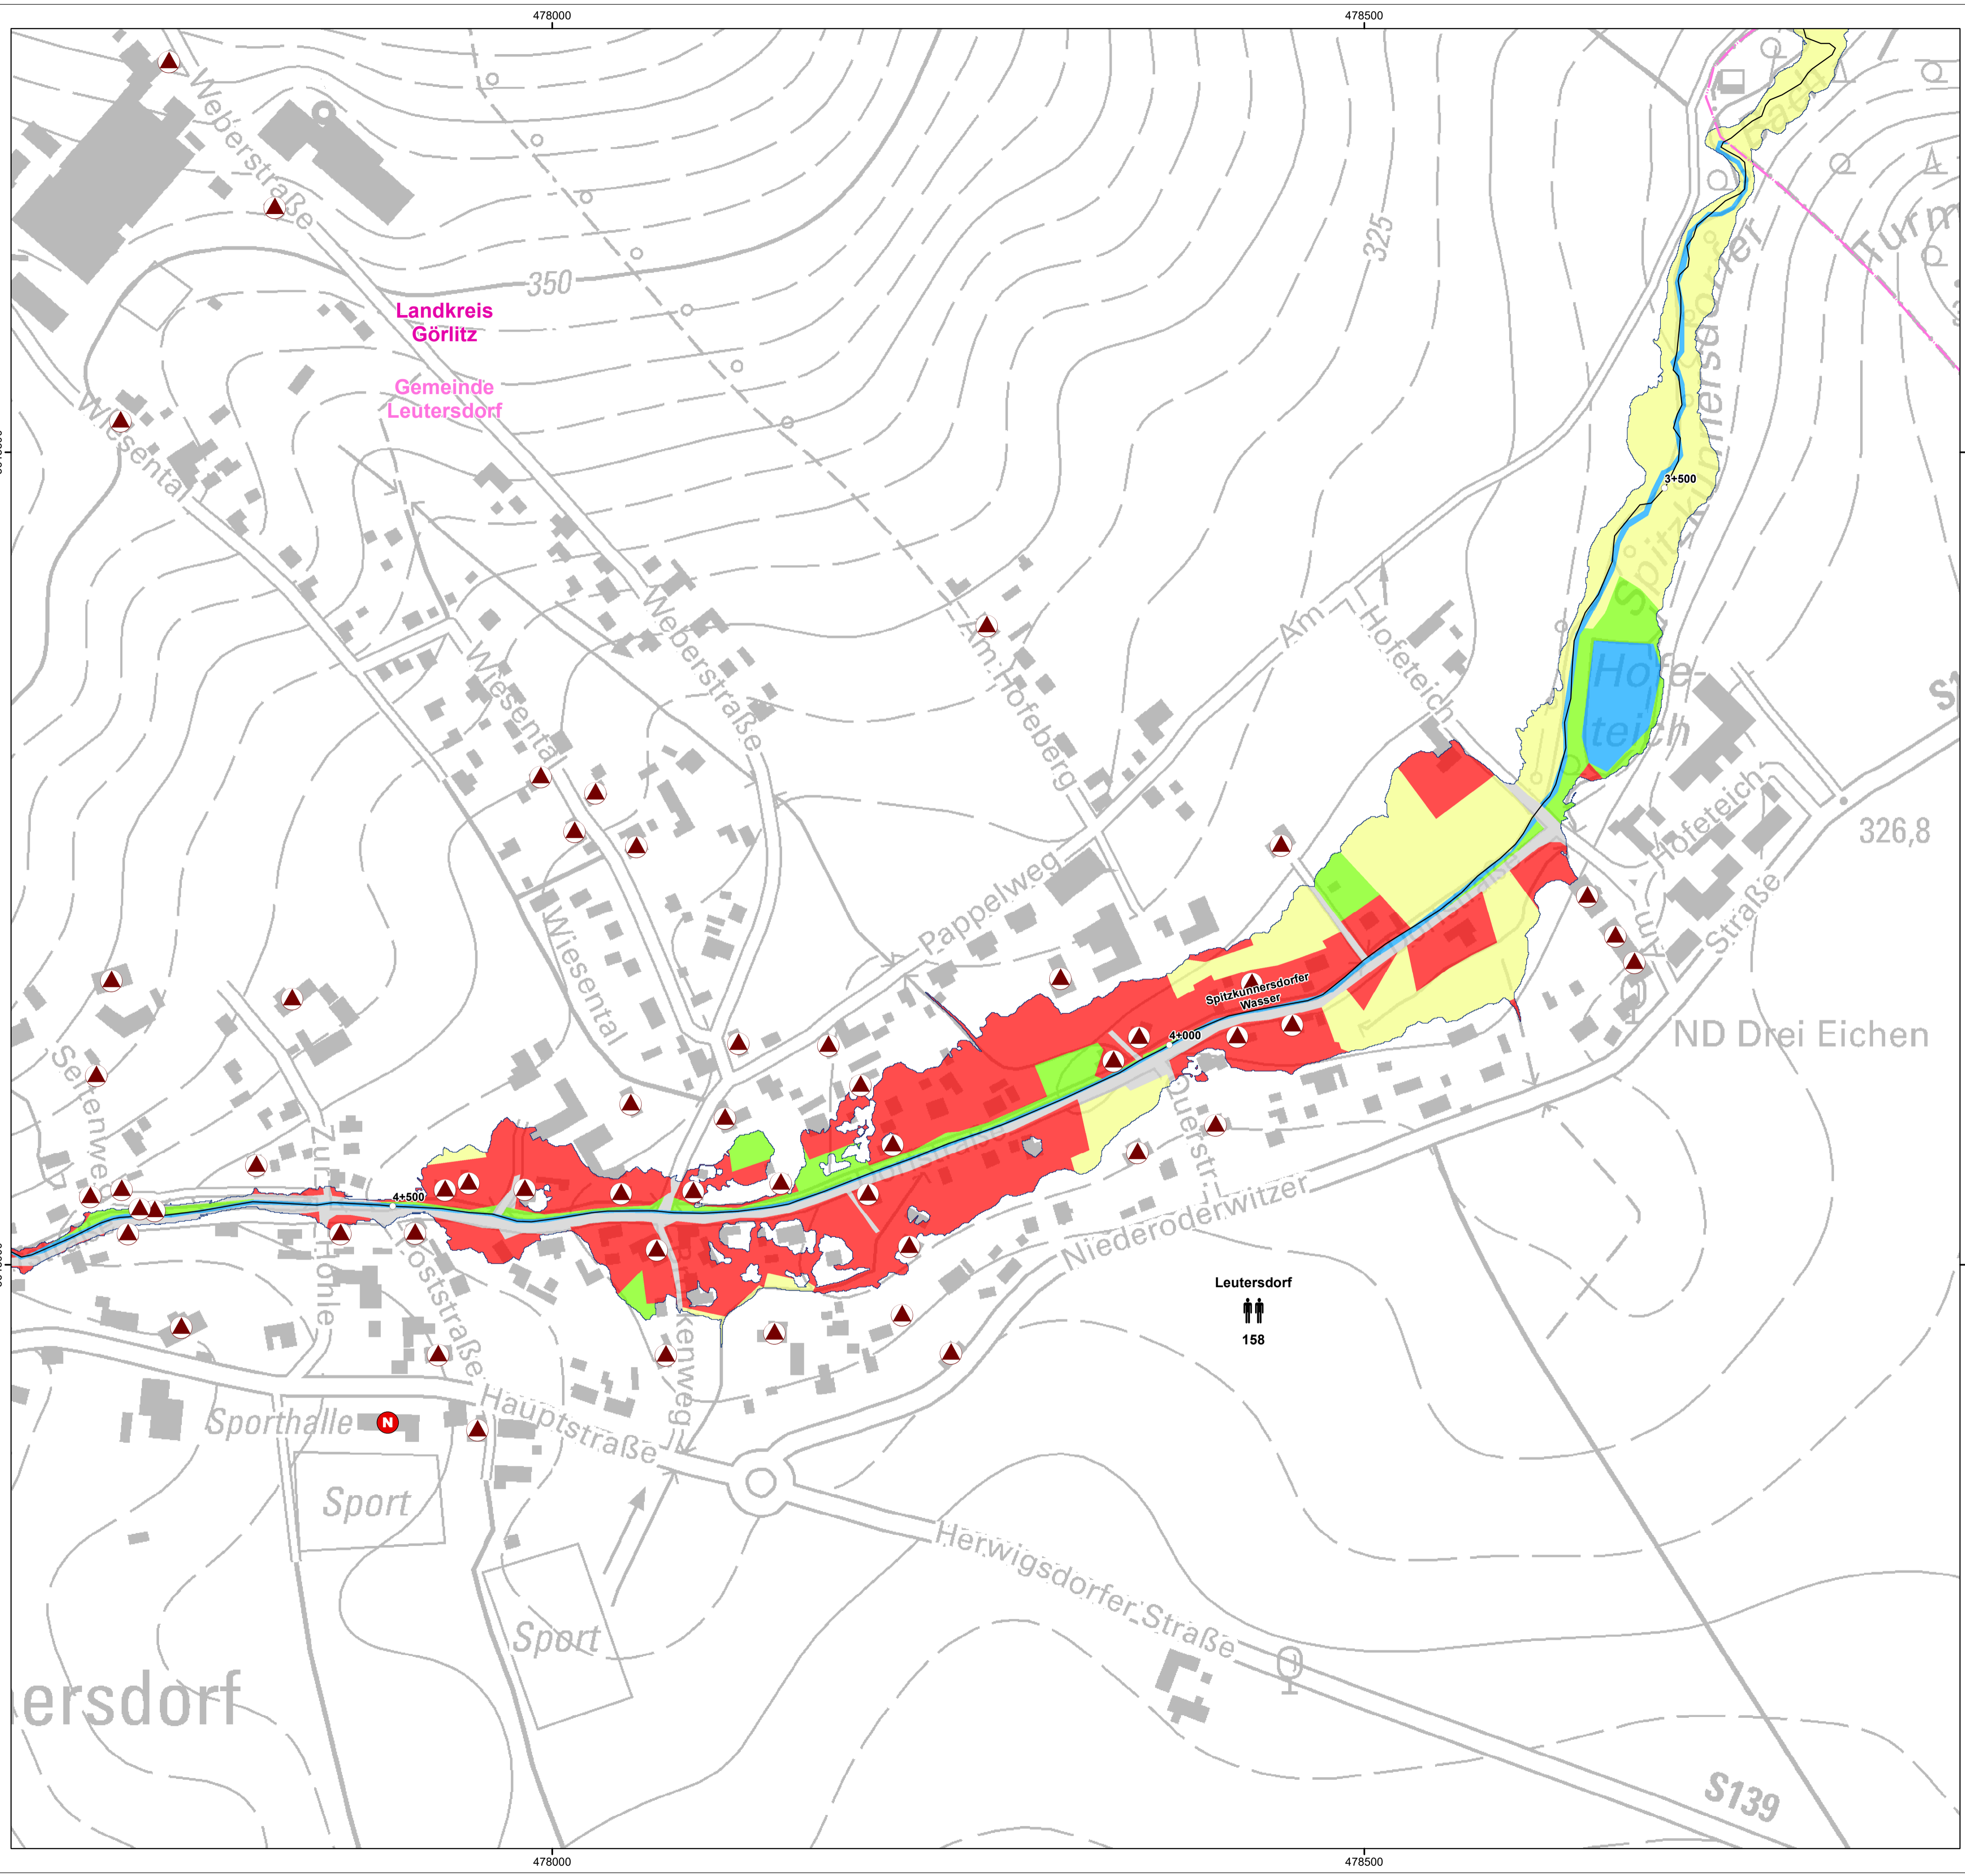 478000
478500
Weberstraße
Turm
325
350
Landkreis
Görlitz
Gemeinde
Leutersdorf
Wiesental
3+500
Spitzkunnersdorfer
Am
Hofeteich
Weberstraße
Wiesental
Am Hofeberg
Hofe-
teich
Hofeteich
326,8
Pappelweg
Straße
Wiesental
Spitzkunnersdorfer
Wasser
4+000
ND Drei Eichen
Seitenweg
Querstr.
Zur
Höhle
4+500
Niederoderwitzer
Poststraße
Leutersdorf
158
Hauptstraße
Sporthalle
N
Sport
Herwigsdorfer Straße
Sport
ersdorf
S139
478000
478500